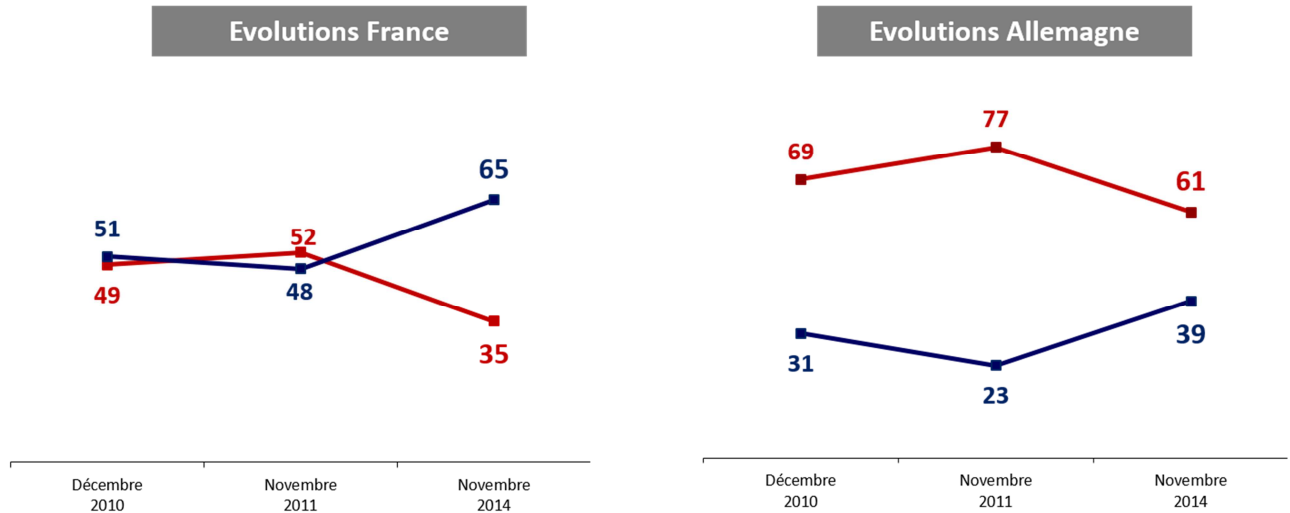 Evolutions France
65
51
52
49
48
35
Décembre
2010
Novembre
2011
Novembre
2014
Evolutions Allemagne
77
69
61
31
39
23
Décembre
2010
Novembre
2011
Novembre
2014